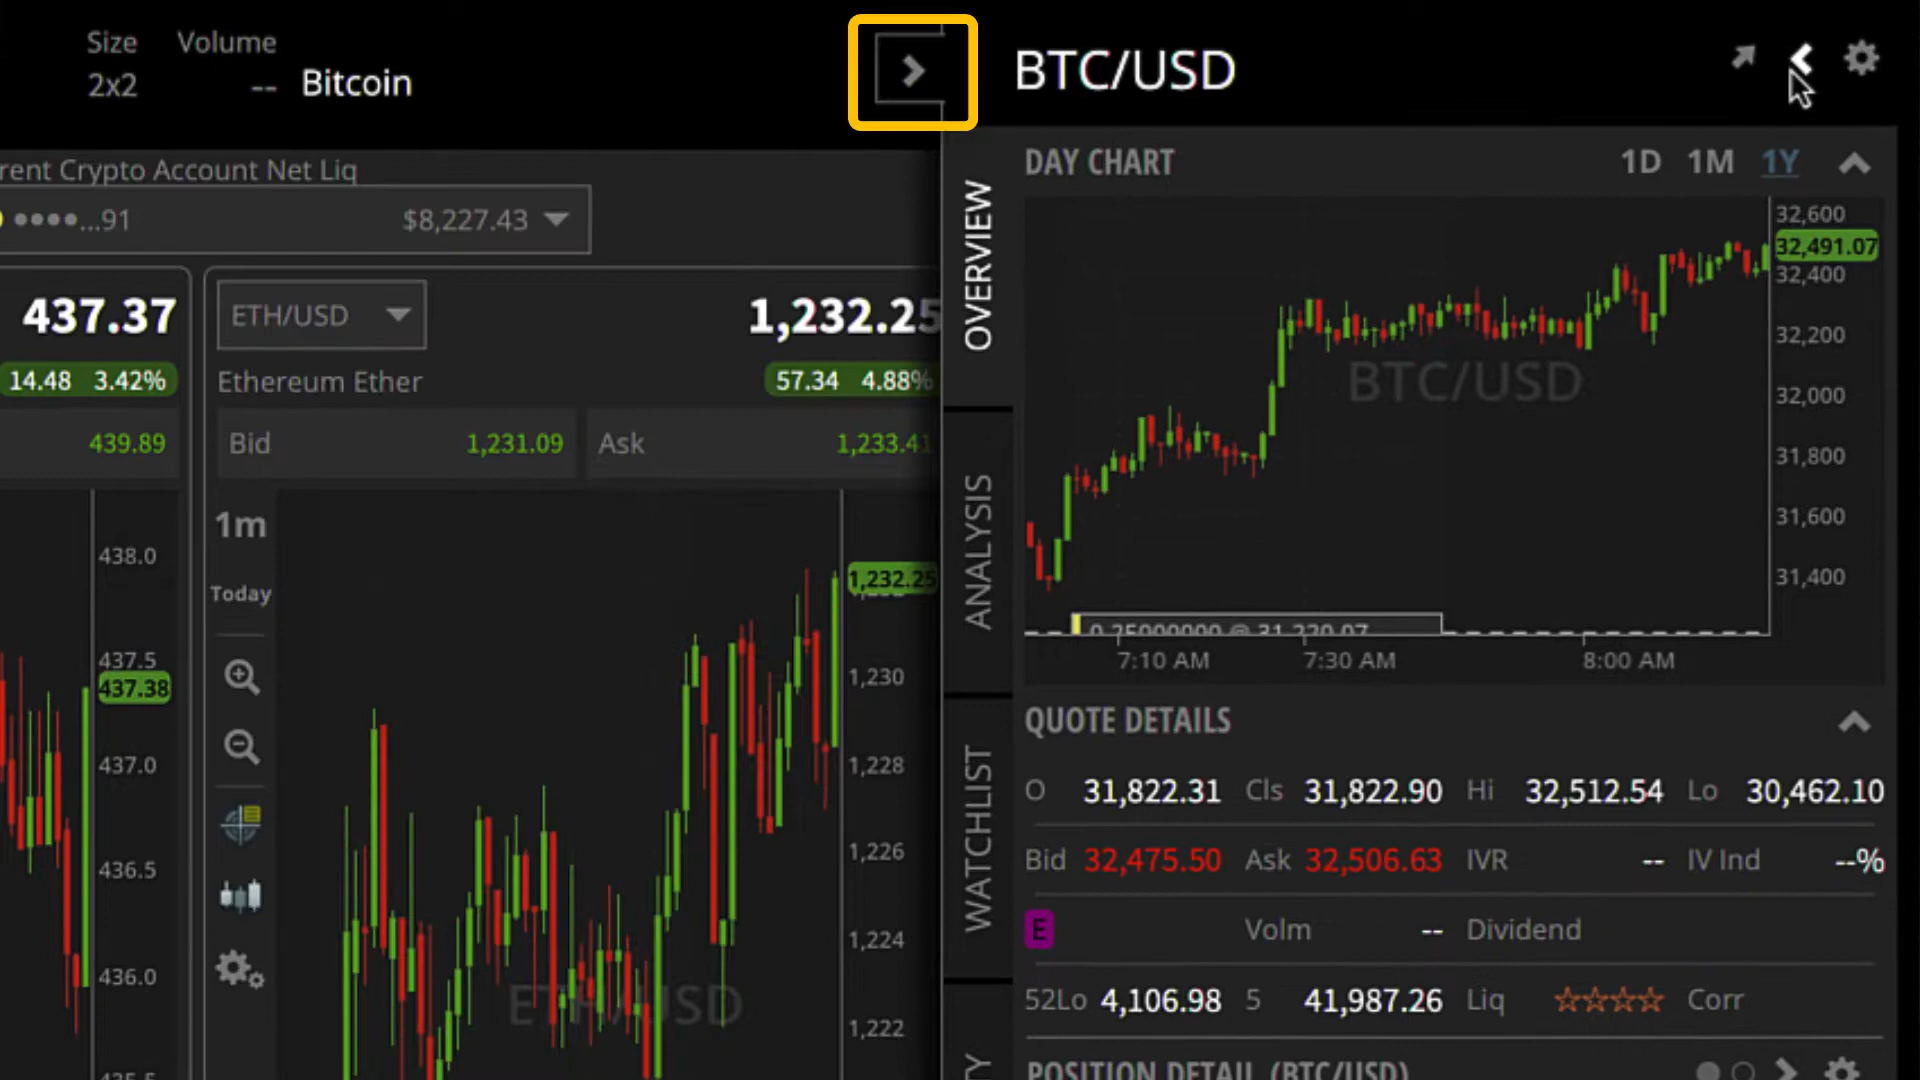 Size Volume
2x2 -- Bitcoin
BTC/USD
rent Crypto Account Net Liq
●●●●...91 $8,227.43
437.37
14.48 3.42%
439.89
438.0
437.5
437.38
437.0
436.5
436.0
435.5
ETH/USD 1,232.25
Ethereum Ether 57.34 4.88%
Bid 1,231.09 Ask 1,233.41
1m
Today
1,232.25
1,230
1,228
1,226
1,224
1,222
ETH/USD
OVERVIEW
ANALYSIS
WATCHLIST
TY
DAY CHART 1D 1M 1Y
32,600
32,491.07
32,400
32,200
32,000
31,800
31,600
31,400
BTC/USD
0.25000000 @ 31,220.07
7:10 AM 7:30 AM 8:00 AM
QUOTE DETAILS
O 31,822.31 Cls 31,822.90 Hi 32,512.54 Lo 30,462.10
Bid 32,475.50 Ask 32,506.63 IVR -- IV Ind --%
E Volm -- Dividend
52Lo 4,106.98 5 41,987.26 Liq ☆☆☆☆ Corr
POSITION DETAIL (BTC/USD)